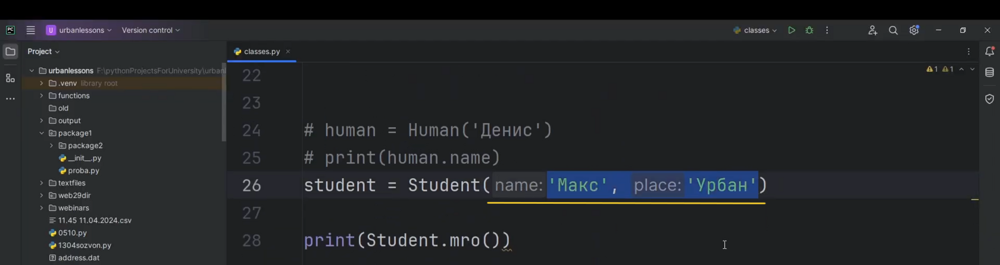 PC U urbanlessons Version control classes
Project classes.py
urbanlessons F:\pythonProjectsForUniversity\urban
.venv library root
functions
old
output
package1
package2
__init__.py
proba.py
textfiles
web29dir
webinars
11.45 11.04.2024.csv
0510.py
1304sozvon.py
address.dat
1 1
22
23
24 # human = Human('Денис')
25 # print(human.name)
26 student = Student(name: 'Макс', place: 'Урбан')
27
28 print(Student.mro())